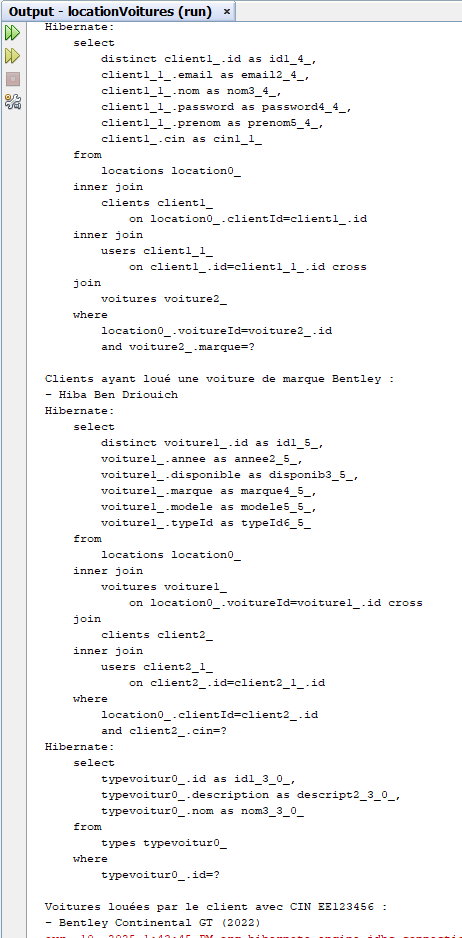 Output - locationVoitures (run) ×
Hibernate:
    select
        distinct client1_.id as id1_4_,
        client1_1_.email as email2_4_,
        client1_1_.nom as nom3_4_,
        client1_1_.password as password4_4_,
        client1_1_.prenom as prenom5_4_,
        client1_.cin as cin1_1_
    from
        locations location0_
    inner join
        clients client1_
            on location0_.clientId=client1_.id
    inner join
        users client1_1_
            on client1_.id=client1_1_.id cross
    join
        voitures voiture2_
    where
        location0_.voitureId=voiture2_.id
        and voiture2_.marque=?
Clients ayant loué une voiture de marque Bentley :
- Hiba Ben Driouich
Hibernate:
    select
        distinct voiture1_.id as id1_5_,
        voiture1_.annee as annee2_5_,
        voiture1_.disponible as disponib3_5_,
        voiture1_.marque as marque4_5_,
        voiture1_.modele as modele5_5_,
        voiture1_.typeId as typeId6_5_
    from
        locations location0_
    inner join
        voitures voiture1_
            on location0_.voitureId=voiture1_.id cross
    join
        clients client2_
    inner join
        users client2_1_
            on client2_.id=client2_1_.id
    where
        location0_.clientId=client2_.id
        and client2_.cin=?
Hibernate:
    select
        typevoitur0_.id as id1_3_0_,
        typevoitur0_.description as descript2_3_0_,
        typevoitur0_.nom as nom3_3_0_
    from
        types typevoitur0_
    where
        typevoitur0_.id=?
Voitures louées par le client avec CIN EE123456 :
- Bentley Continental GT (2022)